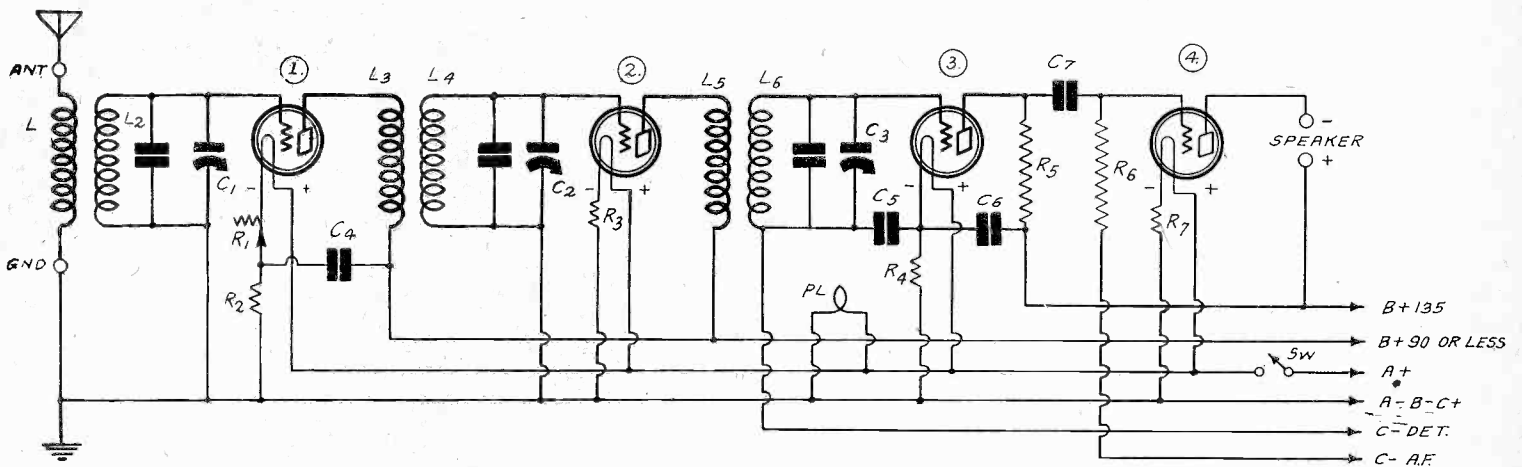 ANT
GND
L
L2
C1
1.
-
+
R1
R2
C4
L3
L4
C2
2.
-
+
R3
L5
L6
C3
3.
-
+
C5
C6
R4
PL
R5
C7
R6
4.
-
+
R7
-
SPEAKER
+
B+135
B+90 OR LESS
SW
A+
A-B-C+
C-DET.
C-A.F.